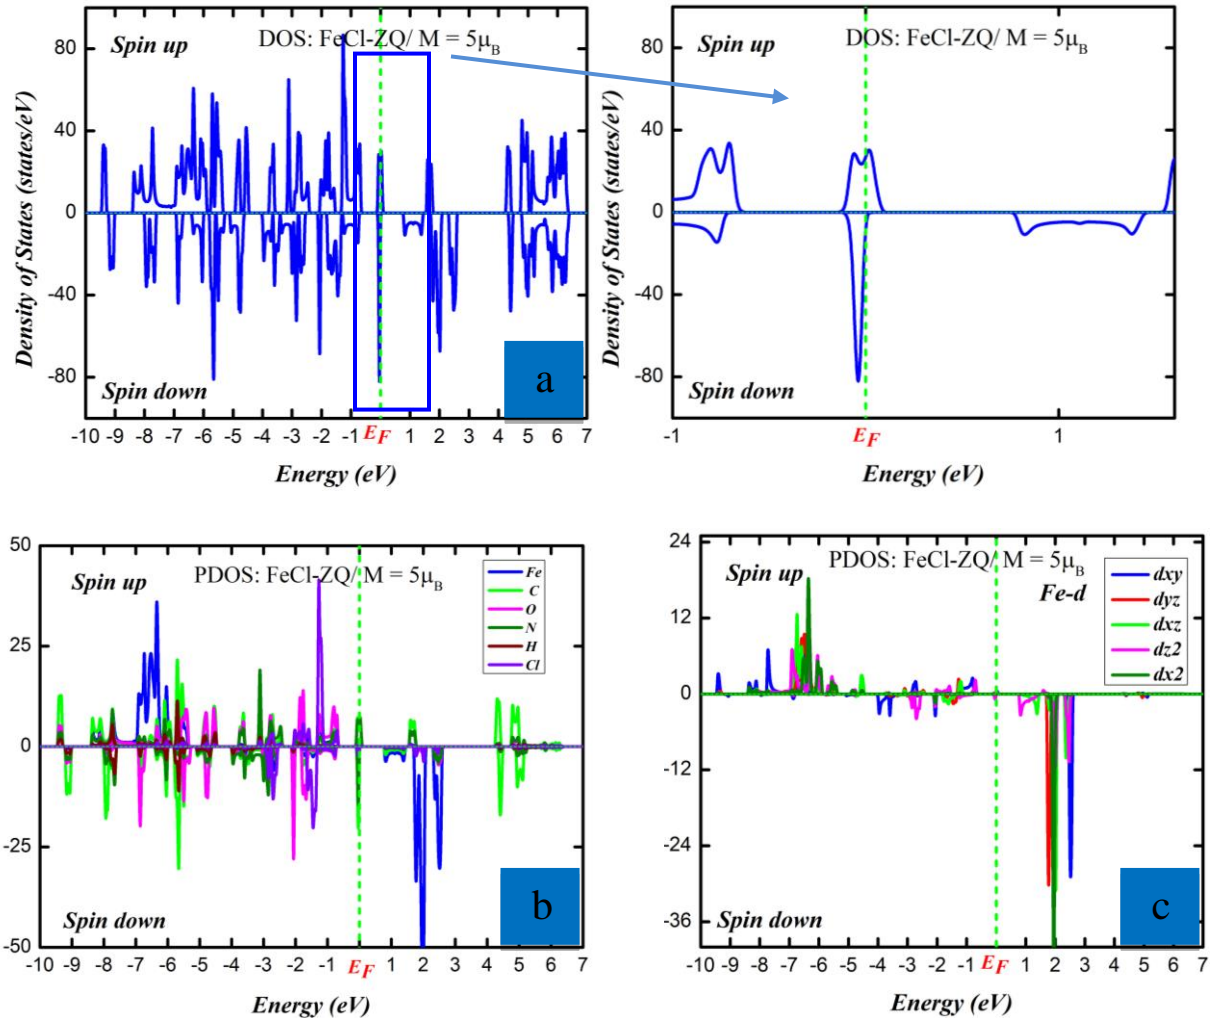 Spin up
DOS: FeCl-ZQ/ M = 5μB
80
40
0
-40
-80
Density of States (states/eV)
Spin down
a
-10 -9 -8 -7 -6 -5 -4 -3 -2 -1 EF 1 2 3 4 5 6 7
Energy (eV)
Spin up
DOS: FeCl-ZQ/ M = 5μB
80
40
0
-40
-80
Density of States (states/eV)
Spin down
-1 EF 1
Energy (eV)
50
25
0
-25
-50
Spin up
PDOS: FeCl-ZQ/ M = 5μB
Fe
C
O
N
H
Cl
Spin down
b
-10 -9 -8 -7 -6 -5 -4 -3 -2 -1 EF 1 2 3 4 5 6 7
Energy (eV)
24
12
0
-12
-24
-36
Spin up
PDOS: FeCl-ZQ/ M = 5μB
Fe-d
dxy
dyz
dxz
dz2
dx2
Spin down
c
-10 -9 -8 -7 -6 -5 -4 -3 -2 -1 EF 1 2 3 4 5 6 7
Energy (eV)